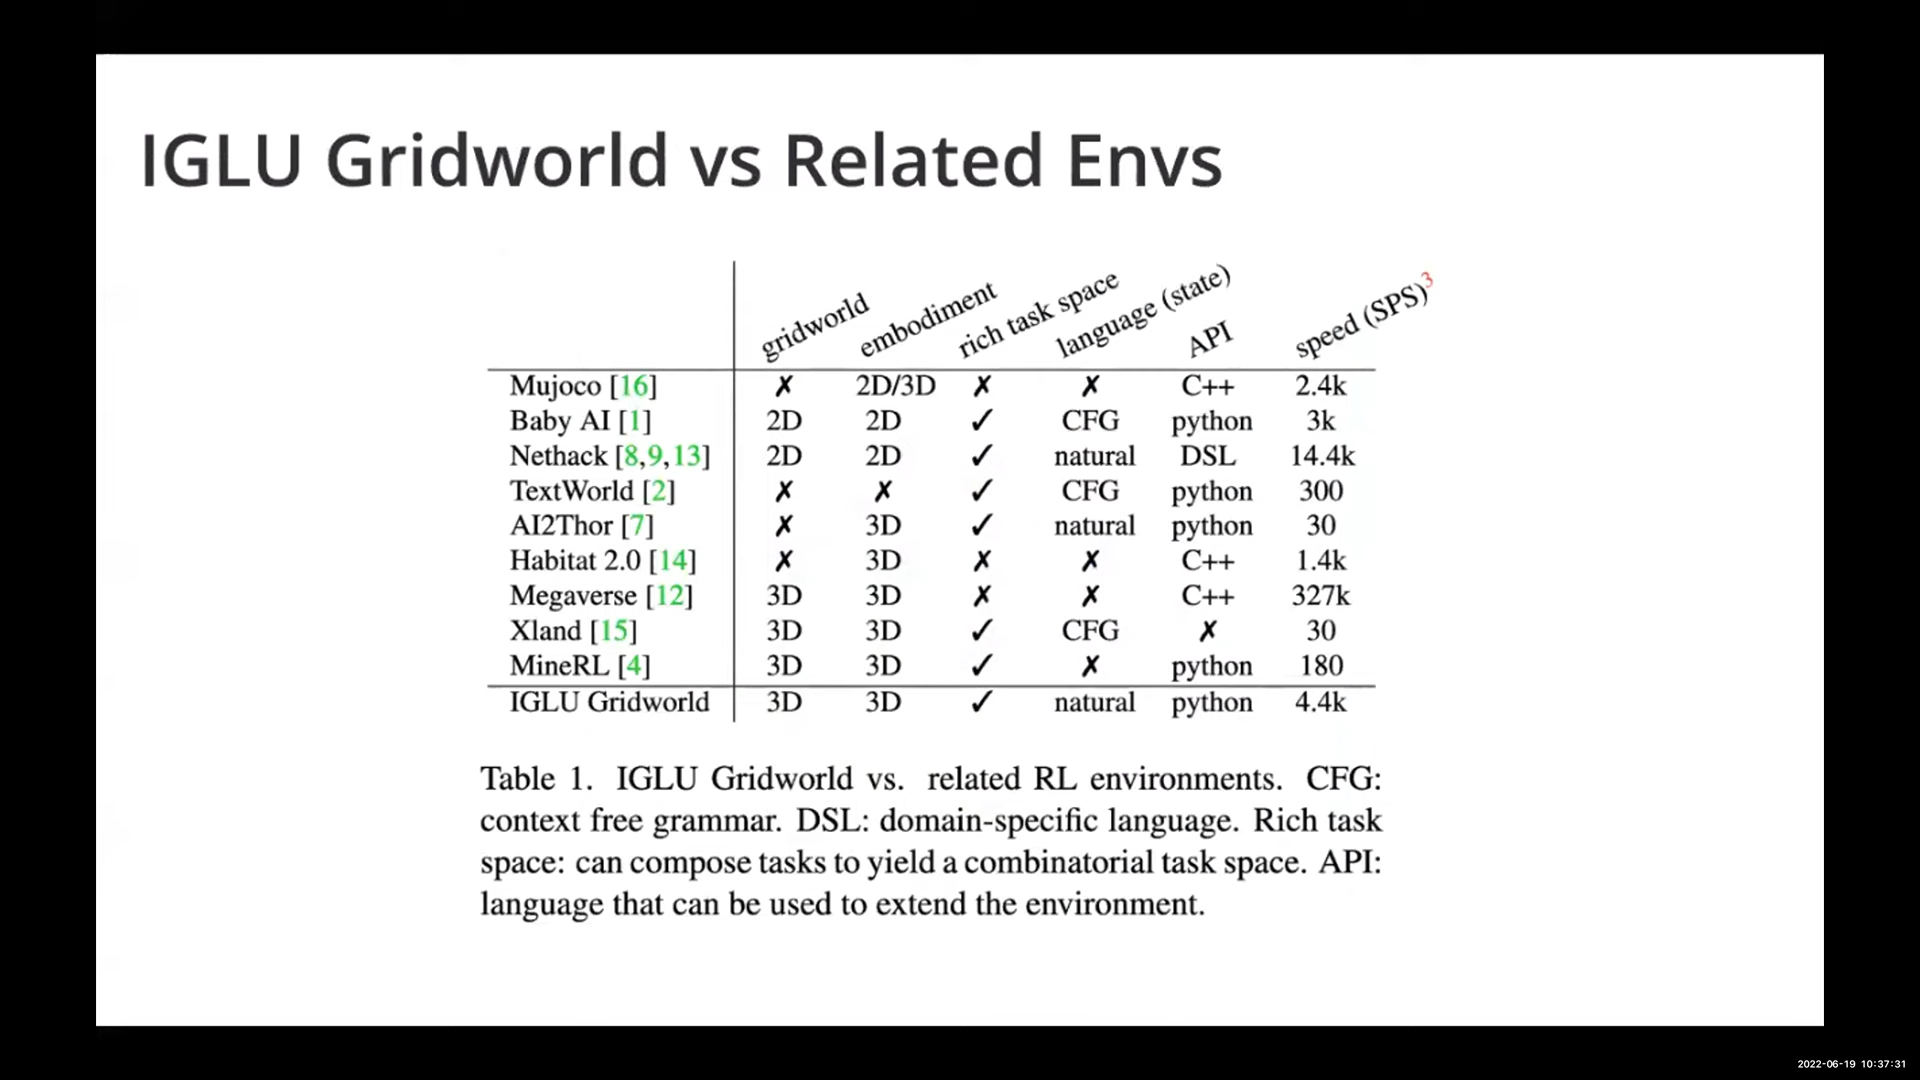 IGLU Gridworld vs Related Envs
gridworld embodiment rich task space language (state) API speed (SPS)³
Mujoco [16] ✗ 2D/3D ✗ ✗ C++ 2.4k
Baby AI [1] 2D 2D ✓ CFG python 3k
Nethack [8,9,13] 2D 2D ✓ natural DSL 14.4k
TextWorld [2] ✗ ✗ ✓ CFG python 300
AI2Thor [7] ✗ 3D ✓ natural python 30
Habitat 2.0 [14] ✗ 3D ✗ ✗ C++ 1.4k
Megaverse [12] 3D 3D ✗ ✗ C++ 327k
Xland [15] 3D 3D ✓ CFG ✗ 30
MineRL [4] 3D 3D ✓ ✗ python 180
IGLU Gridworld 3D 3D ✓ natural python 4.4k
Table 1. IGLU Gridworld vs. related RL environments. CFG:
context free grammar. DSL: domain-specific language. Rich task
space: can compose tasks to yield a combinatorial task space. API:
language that can be used to extend the environment.
2022-06-19 10:37:31